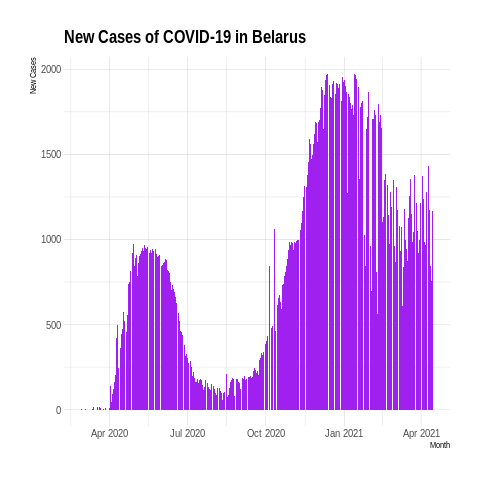 New Cases of COVID-19 in Belarus
New Cases
2000
1500
1000
500
0
Apr 2020 Jul 2020 Oct 2020 Jan 2021 Apr 2021
Month